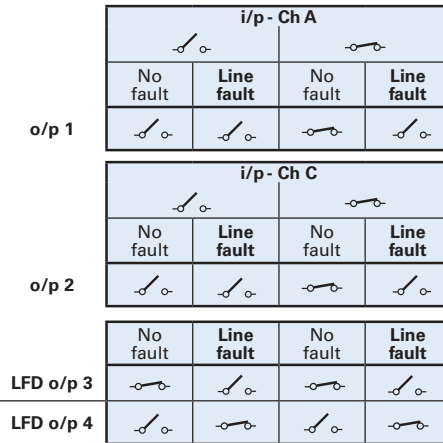 i/p - Ch A
No fault Line fault No fault Line fault
o/p 1
i/p - Ch C
No fault Line fault No fault Line fault
o/p 2
No fault Line fault No fault Line fault
LFD o/p 3
LFD o/p 4